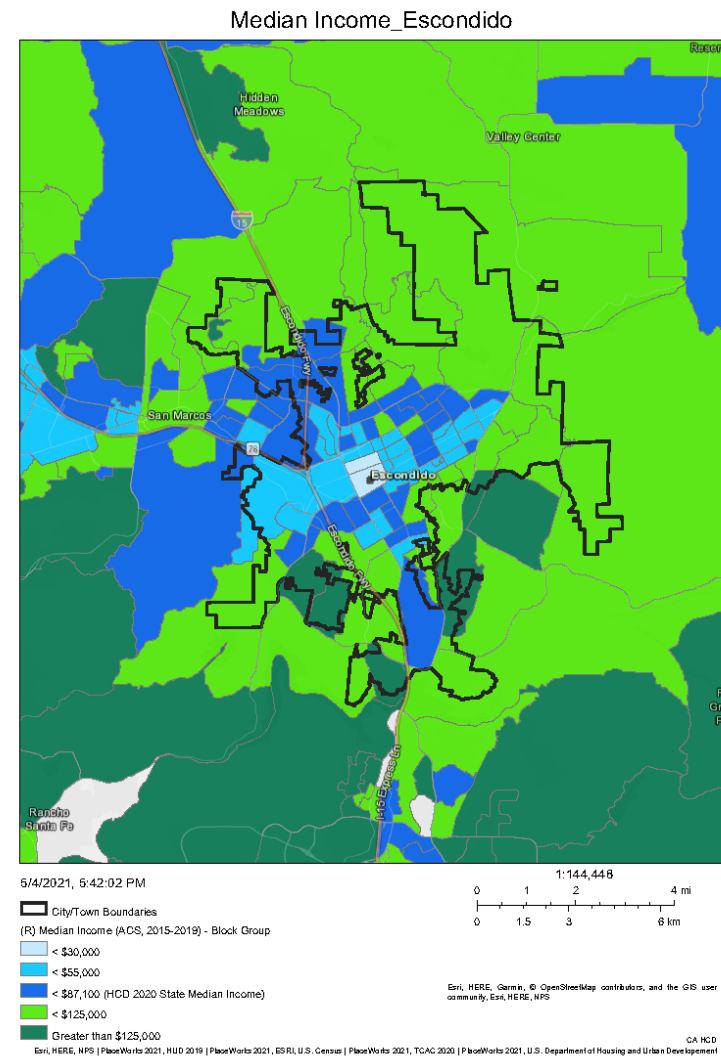 Median Income_Escondido
Reser
Hidden
Meadows
Valley Center
15
Escondido Fwy
San Marcos
78
Escondido
Escondido Fwy
I-15 Express Ln
Rancho
Santa Fe
5/4/2021, 5:42:02 PM
City/Town Boundaries
(R) Median Income (ACS, 2015-2019) - Block Group
< $30,000
< $55,000
< $87,100 (HCD 2020 State Median Income)
< $125,000
Greater than $125,000
1:144,448
0 1 2 4 mi
0 1.5 3 6 km
Esri, HERE, Garmin, © OpenStreetMap contributors, and the GIS user
community, Esri, HERE, NPS
CA HCD
Esri, HERE, NPS | PlaceWorks 2021, HUD 2019 | PlaceWorks 2021, ESRI, U.S. Census | PlaceWorks 2021, TCAC 2020 | PlaceWorks 2021, U.S. Department of Housing and Urban Developement